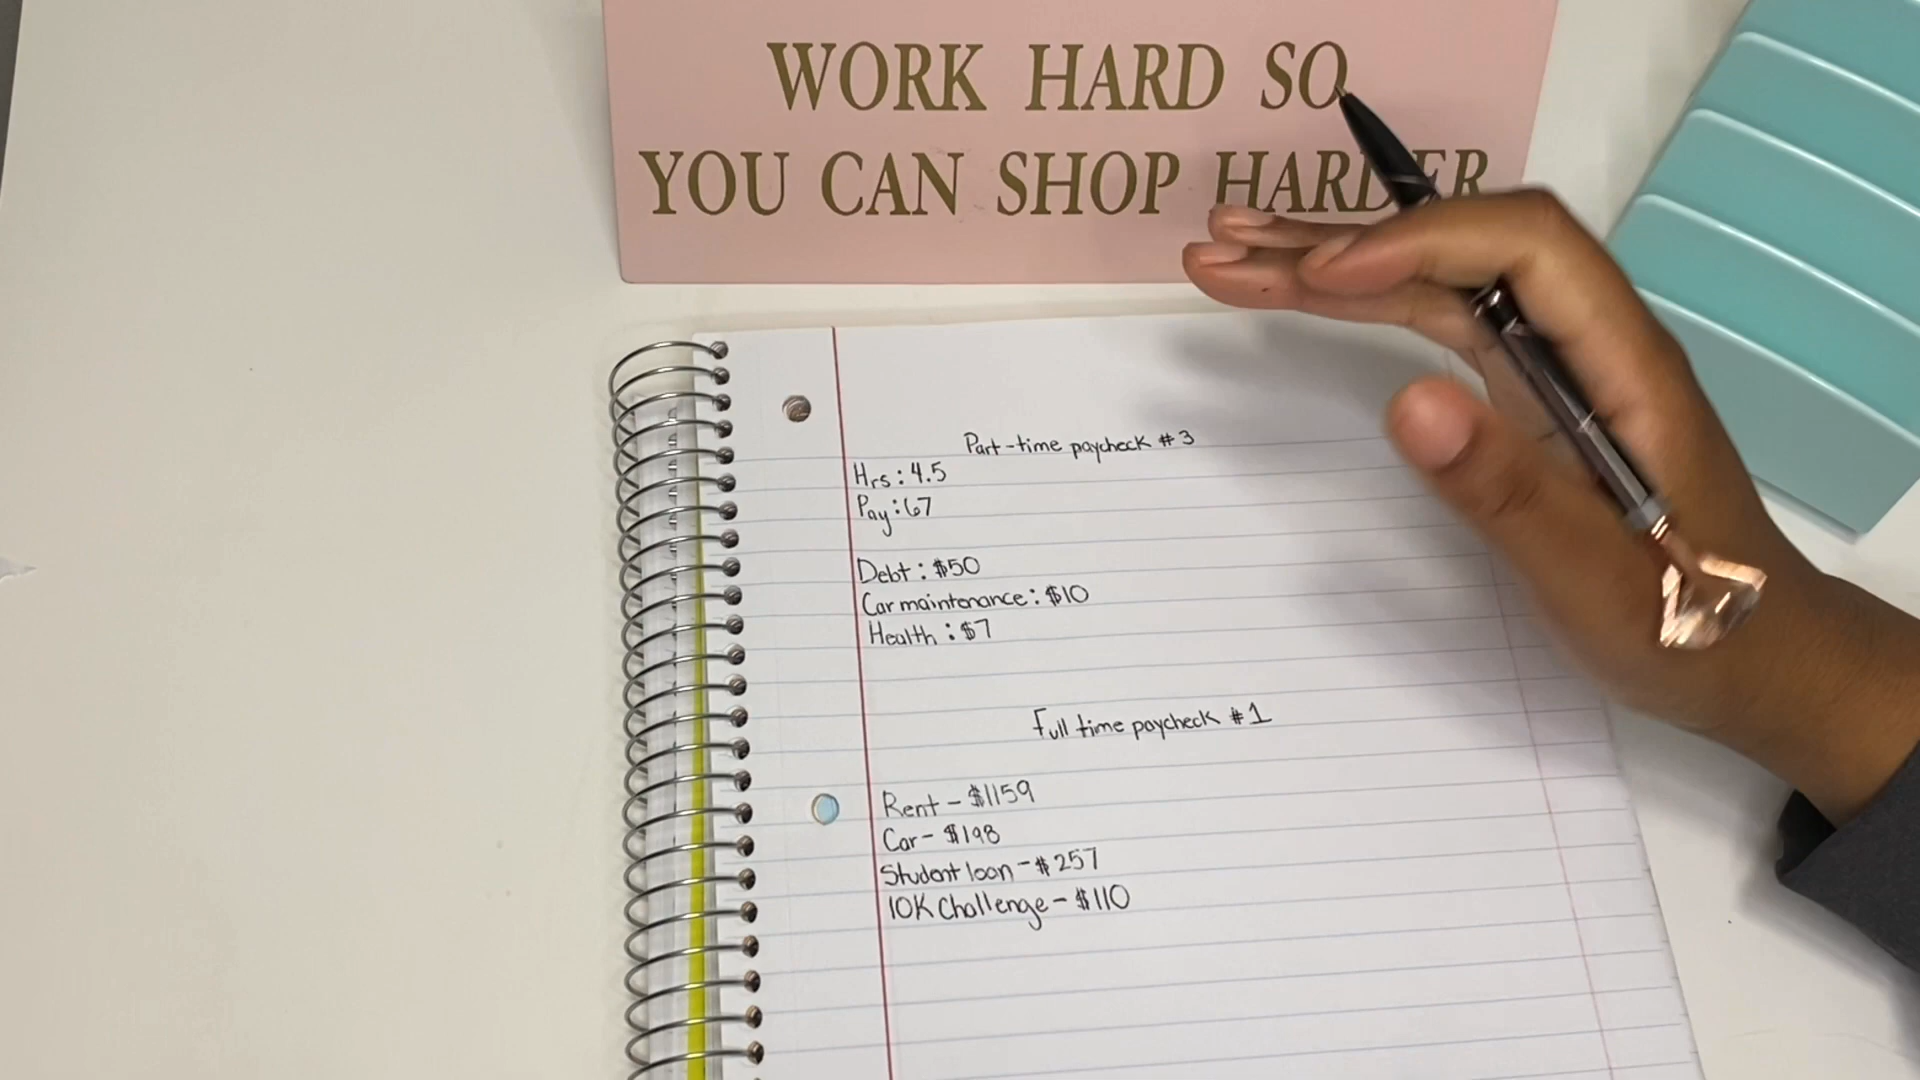 WORK HARD SO
YOU CAN SHOP HARDER
Part-time paycheck #3
Hrs: 4.5
Pay: 67
Debt: $50
Car maintenance: $10
Health: $7
Full time paycheck #1
Rent - $1159
Car - $198
Student loan - $257
10K Challenge - $110